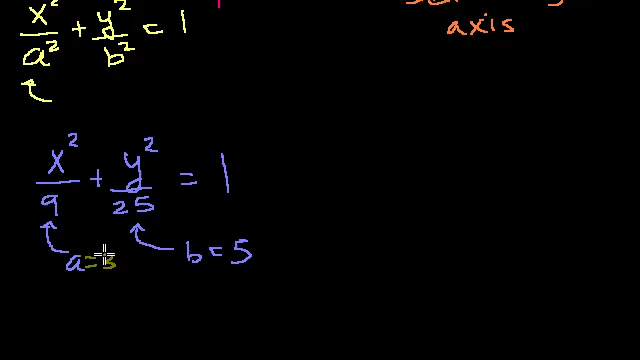 x²/a² + y²/b² = 1
axis
x²/9 + y²/25 = 1
a = 3 b = 5